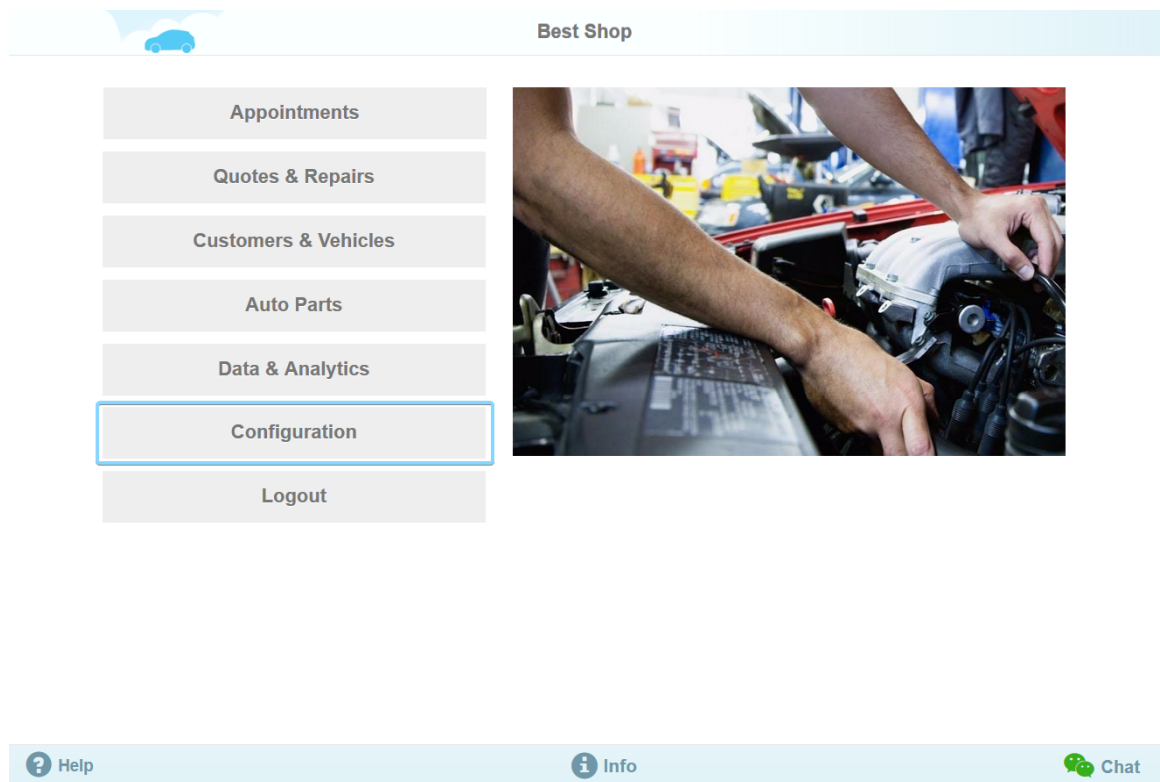 Best Shop
Appointments
Quotes & Repairs
Customers & Vehicles
Auto Parts
Data & Analytics
Configuration
Logout
Help
Info
Chat